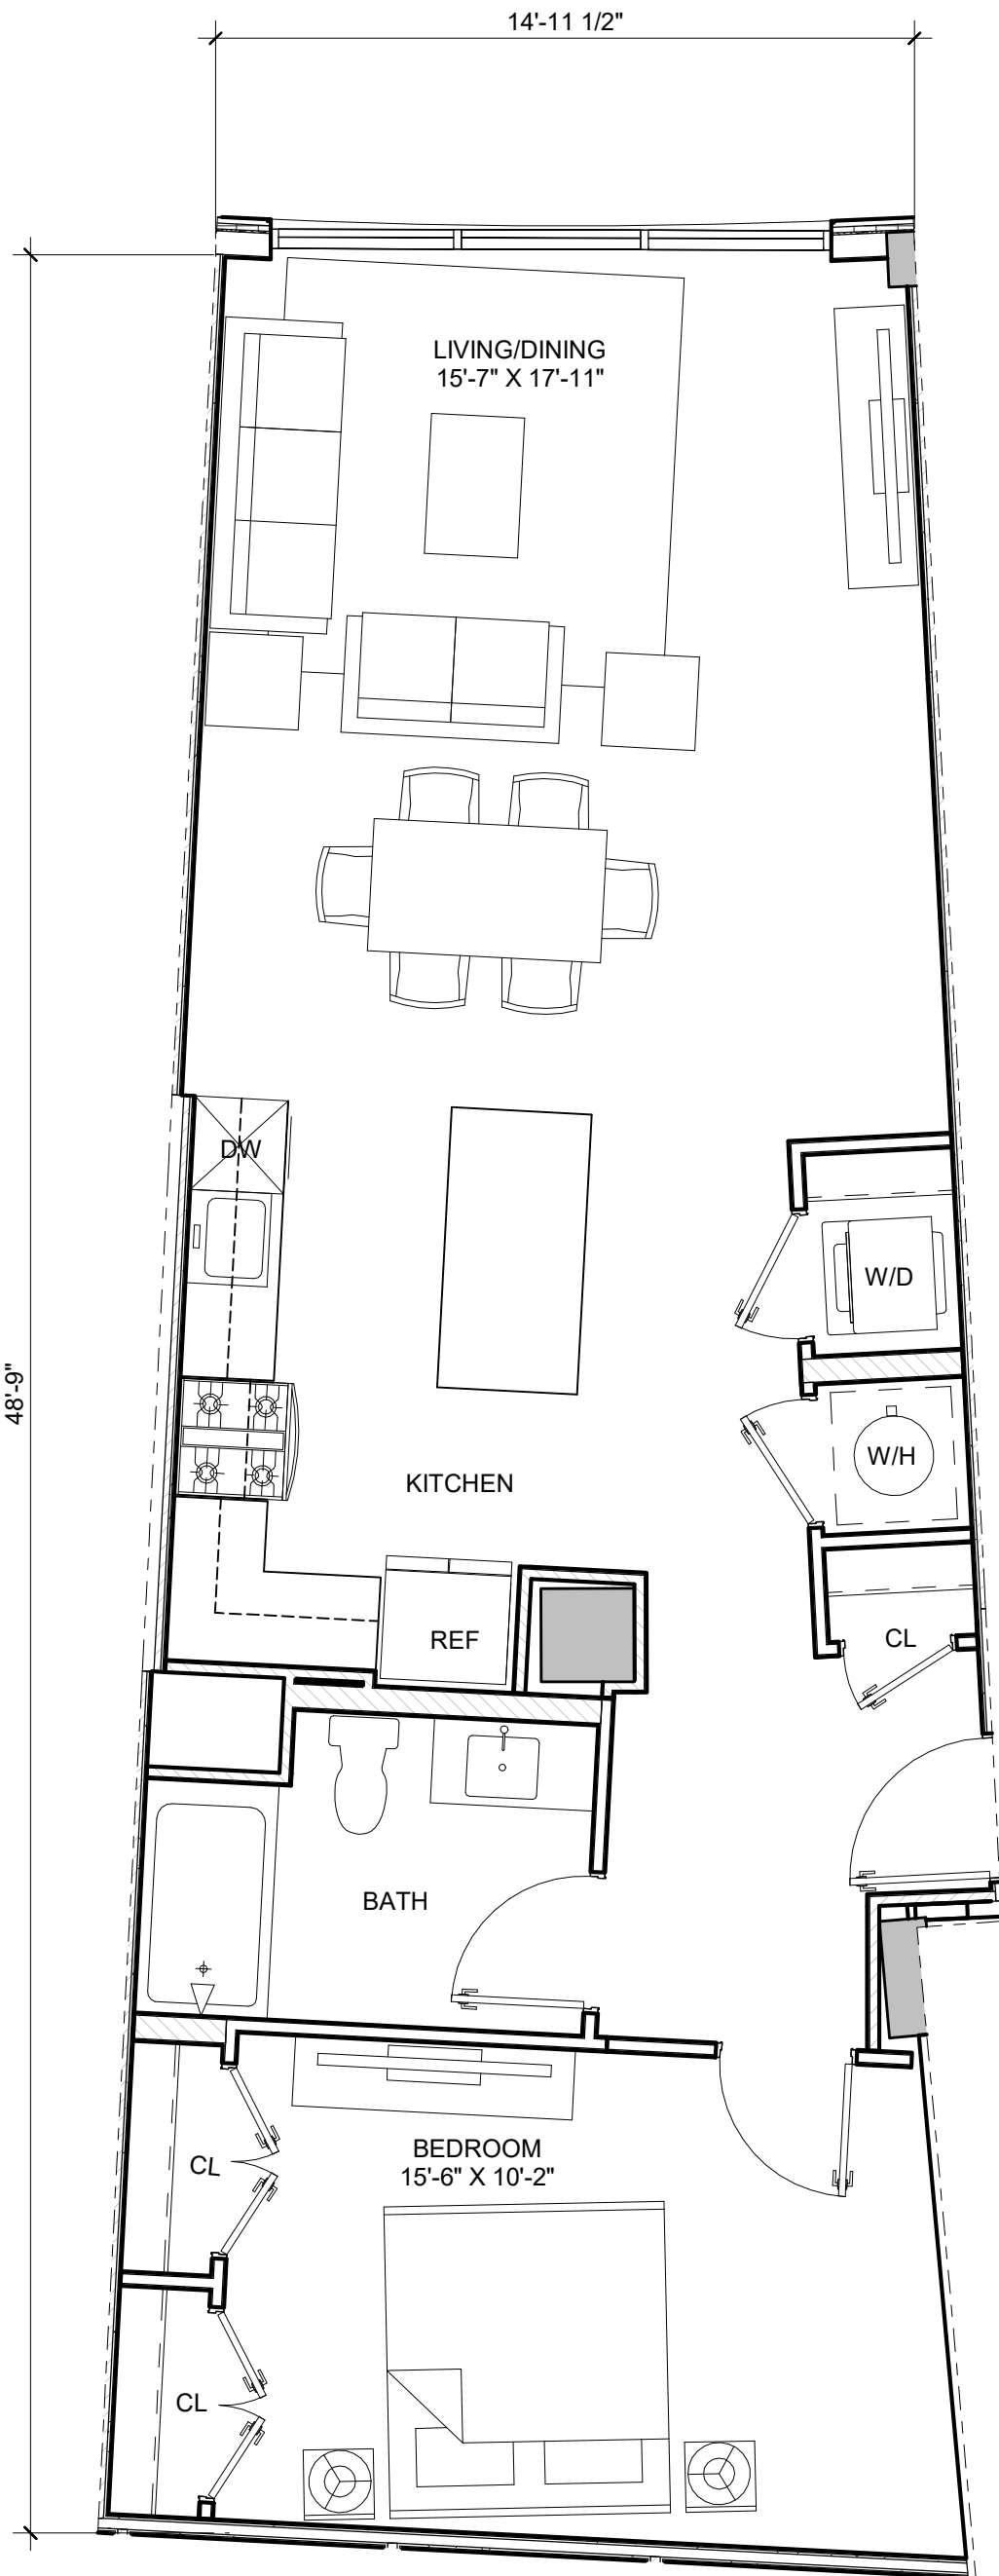 14'-11 1/2"
LIVING/DINING
15'-7" X 17'-11"
DW
W/D
48'-9"
W/H
KITCHEN
REF
CL
BATH
BEDROOM
15'-6" X 10'-2"
CL
CL